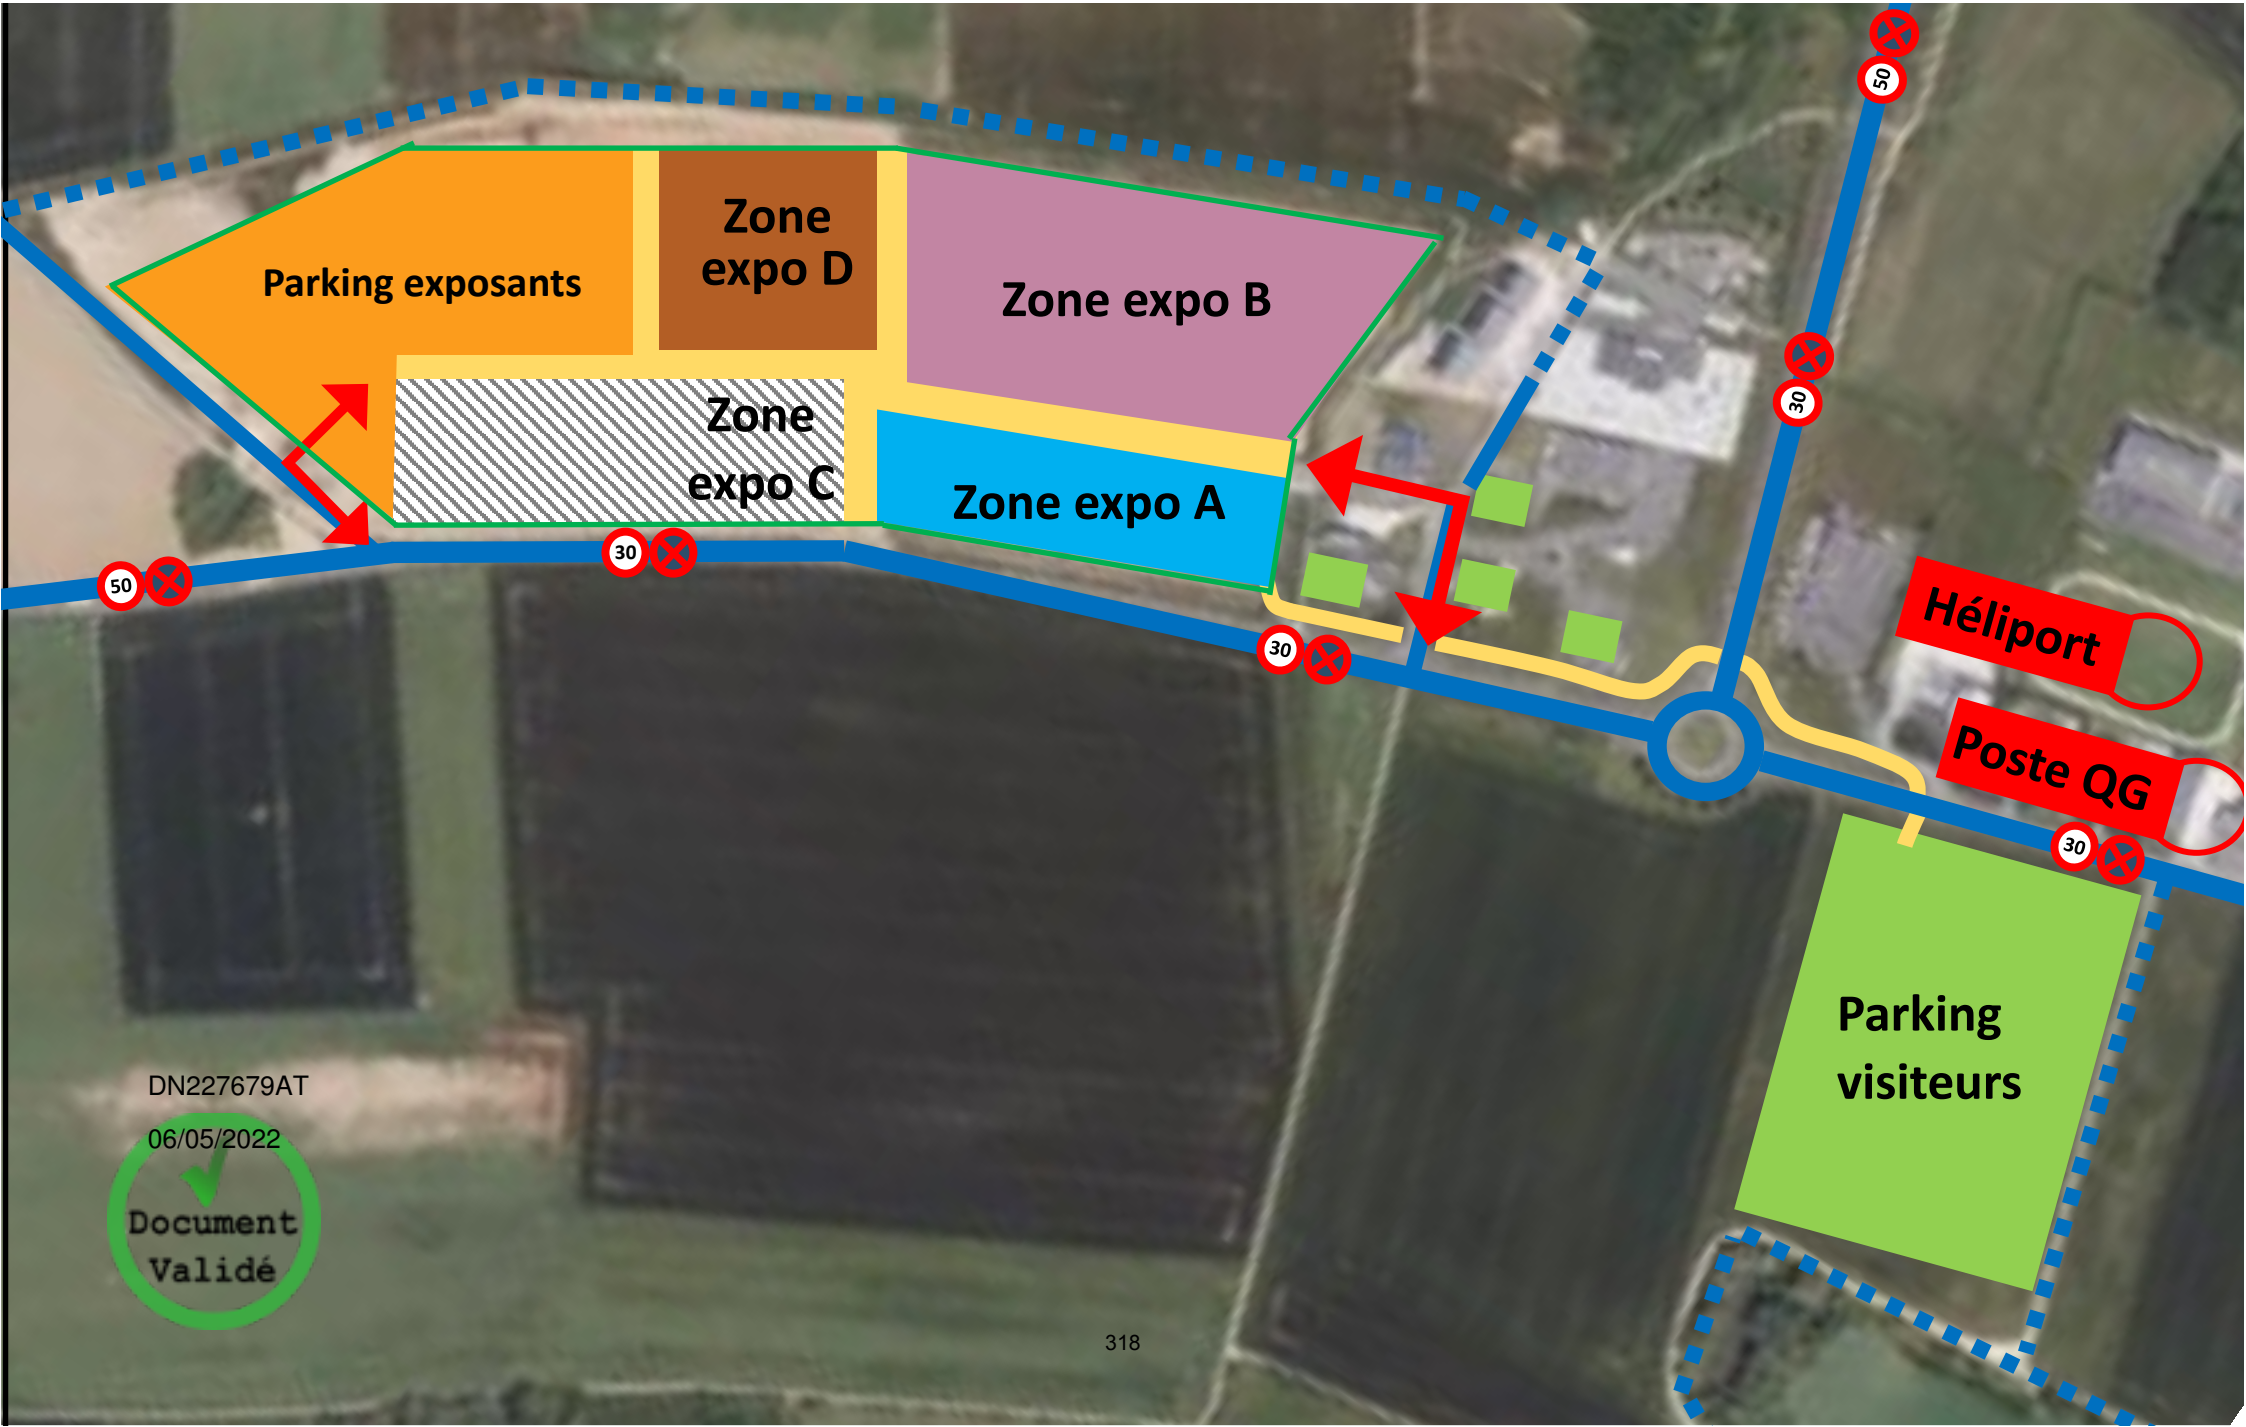 50
Zone
expo D
Parking exposants
Zone expo B
30
Zone
expo C
Zone expo A
50
30
30
Héliport
Poste QG
30
Parking
visiteurs
DN227679AT
06/05/2022
Document
Validé
318